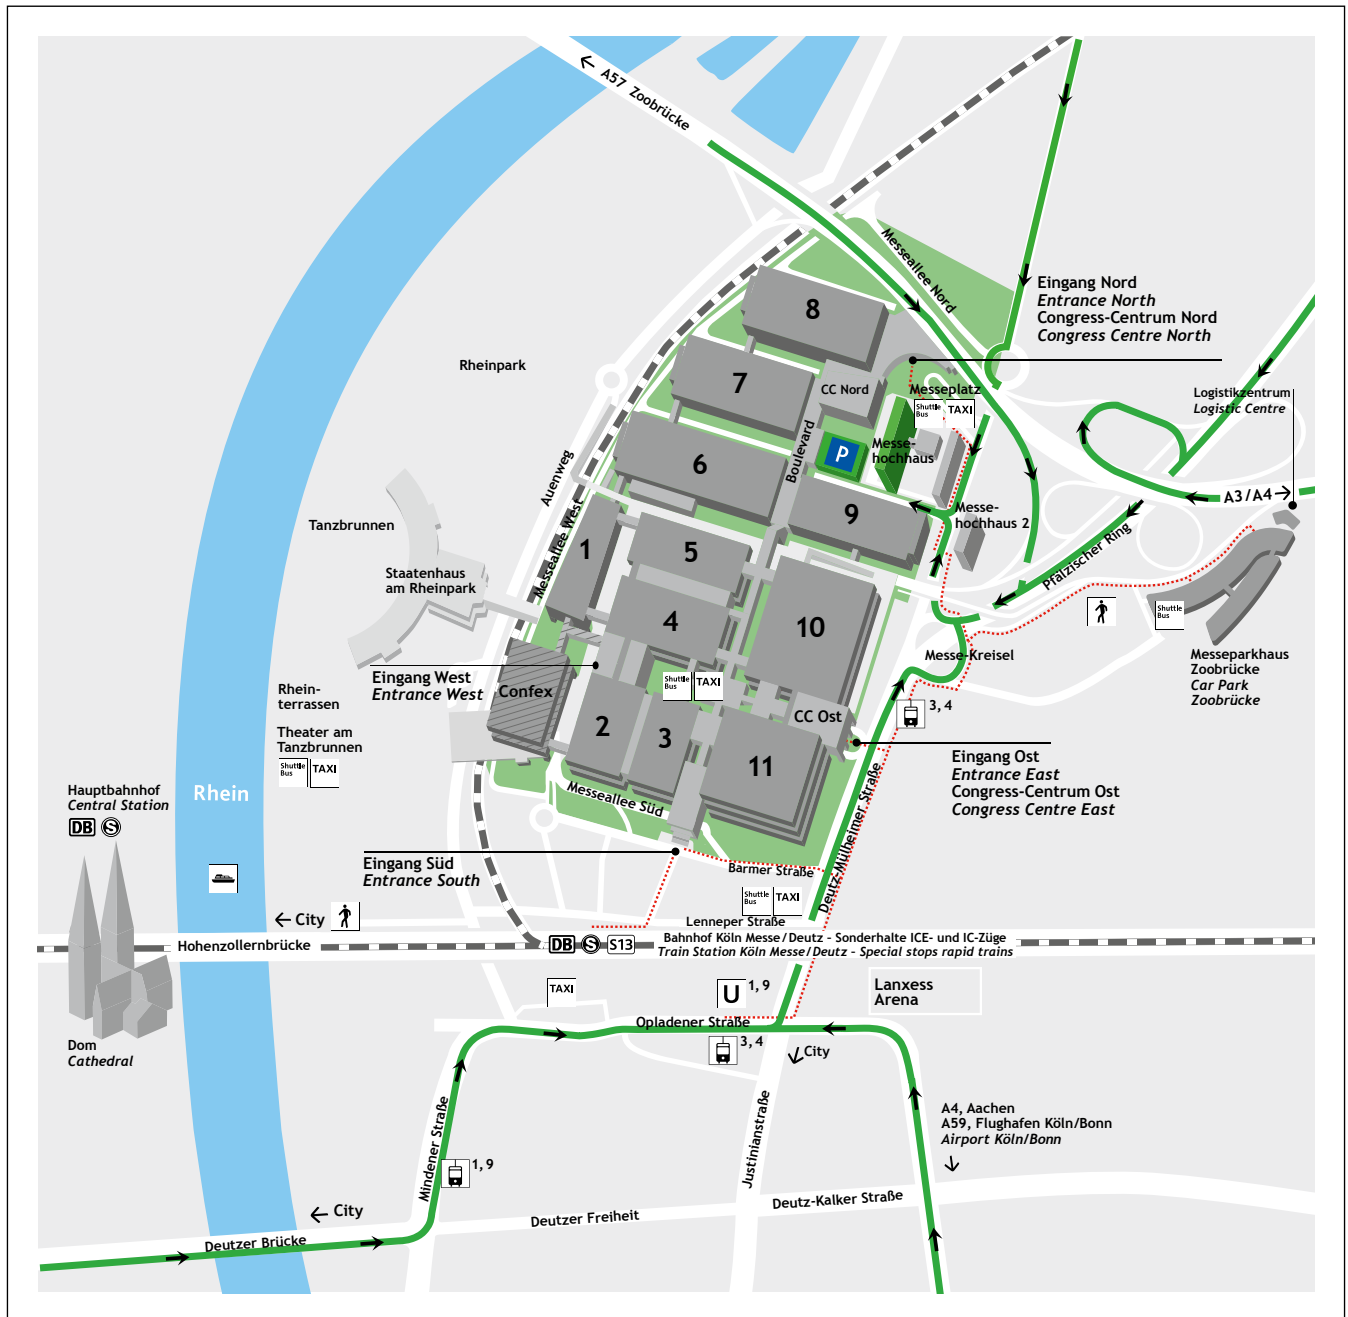 A57 Zoobrücke
Messeallee Nord
Eingang Nord
Entrance North
Congress-Centrum Nord
Congress Centre North
8
Rheinpark
7
CC Nord
Messeplatz
Shuttle
Bus
TAXI
Logistikzentrum
Logistic Centre
Boulevard
P
Messe-
hochhaus
6
Auenweg
A3/A4
Tanzbrunnen
Messeallee West
9
Messe-
hochhaus 2
1
5
Pfälzischer Ring
Staatenhaus
am Rheinpark
Shuttle
Bus
4
10
Messe-Kreisel
Messeparkhaus
Zoobrücke
Car Park
Zoobrücke
Eingang West
Entrance West
Confex
Shuttle
Bus
TAXI
Rhein-
terrassen
3, 4
CC Ost
2
3
Theater am
Tanzbrunnen
Shuttle
Bus
TAXI
11
Eingang Ost
Entrance East
Congress-Centrum Ost
Congress Centre East
Rhein
Hauptbahnhof
Central Station
DB
S
Messeallee Süd
Deutz-Mülheimer Straße
Eingang Süd
Entrance South
Barmer Straße
Shuttle
Bus
TAXI
City
Lenneper Straße
Hohenzollernbrücke
DB
S
S13
Bahnhof Köln Messe/Deutz - Sonderhalte ICE- und IC-Züge
Train Station Köln Messe/Deutz - Special stops rapid trains
TAXI
U
1, 9
Lanxess
Arena
Opladener Straße
Dom
Cathedral
3, 4
City
Mindener Straße
Justinianstraße
A4, Aachen
A59, Flughafen Köln/Bonn
Airport Köln/Bonn
1, 9
City
Deutzer Freiheit
Deutz-Kalker Straße
Deutzer Brücke